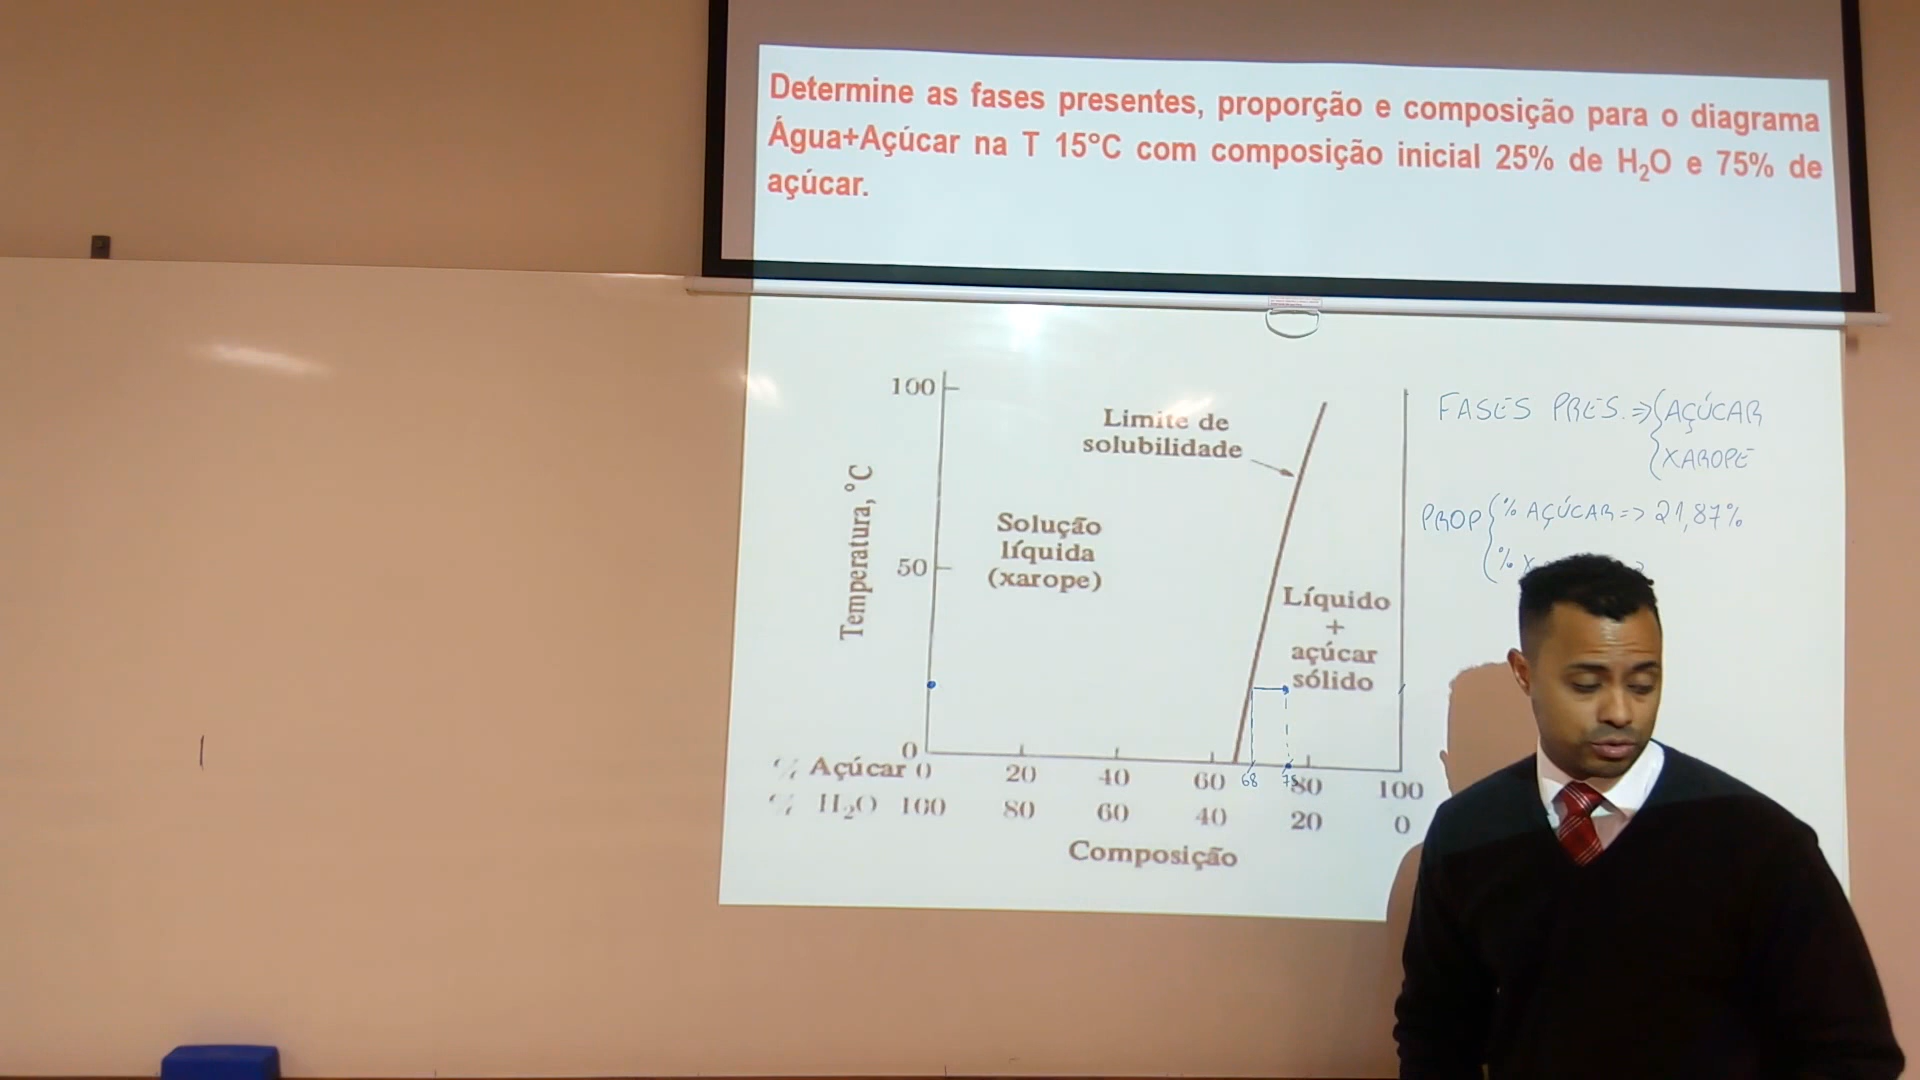 Determine as fases presentes, proporção e composição para o diagrama
Água+Açúcar na T 15°C com composição inicial 25% de H₂O e 75% de
açúcar.
100
Limite de
solubilidade
Temperatura, °C
Solução
líquida
(xarope)
50
Líquido
+
açúcar
sólido
0
% Açúcar 0 20 40 60 68 75 80 100
% H₂O 100 80 60 40 20 0
Composição
FASES PRES. => { AÇÚCAR
{ XAROPE
PROP { % AÇÚCAR => 21,87%
{ %